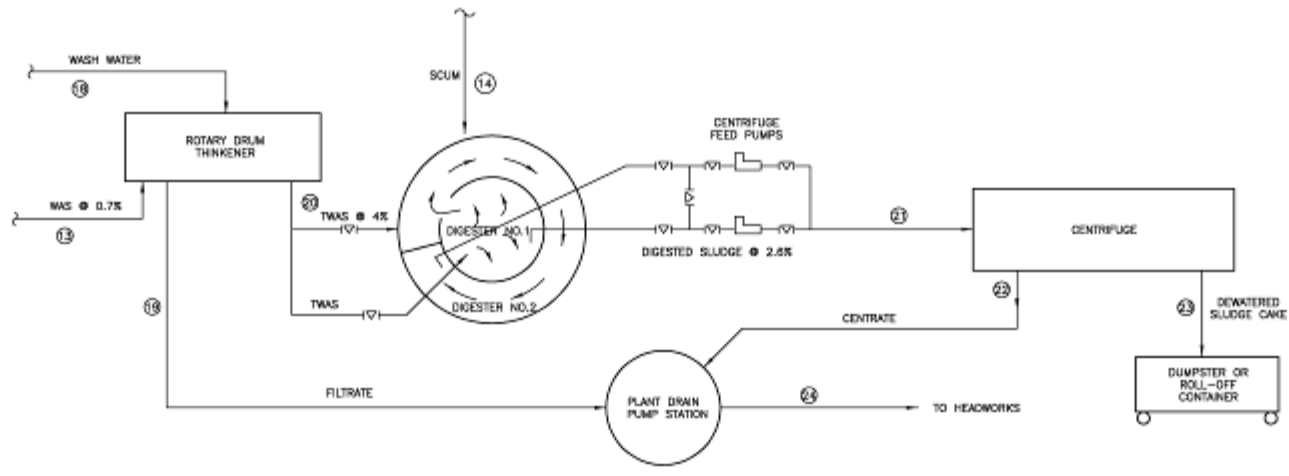 WASH WATER
18
ROTARY DRUM
THINKENER
WAS @ 0.7%
13
20
TWAS @ 4%
TWAS
19
FILTRATE
SCUM
14
DIGESTER NO.1
DIGESTER NO.2
CENTRIFUGE
FEED PUMPS
DIGESTED SLUDGE @ 2.6%
21
CENTRIFUGE
22
CENTRATE
23
DEWATERED
SLUDGE CAKE
DUMPSTER OR
ROLL-OFF
CONTAINER
PLANT DRAIN
PUMP STATION
24
TO HEADWORKS